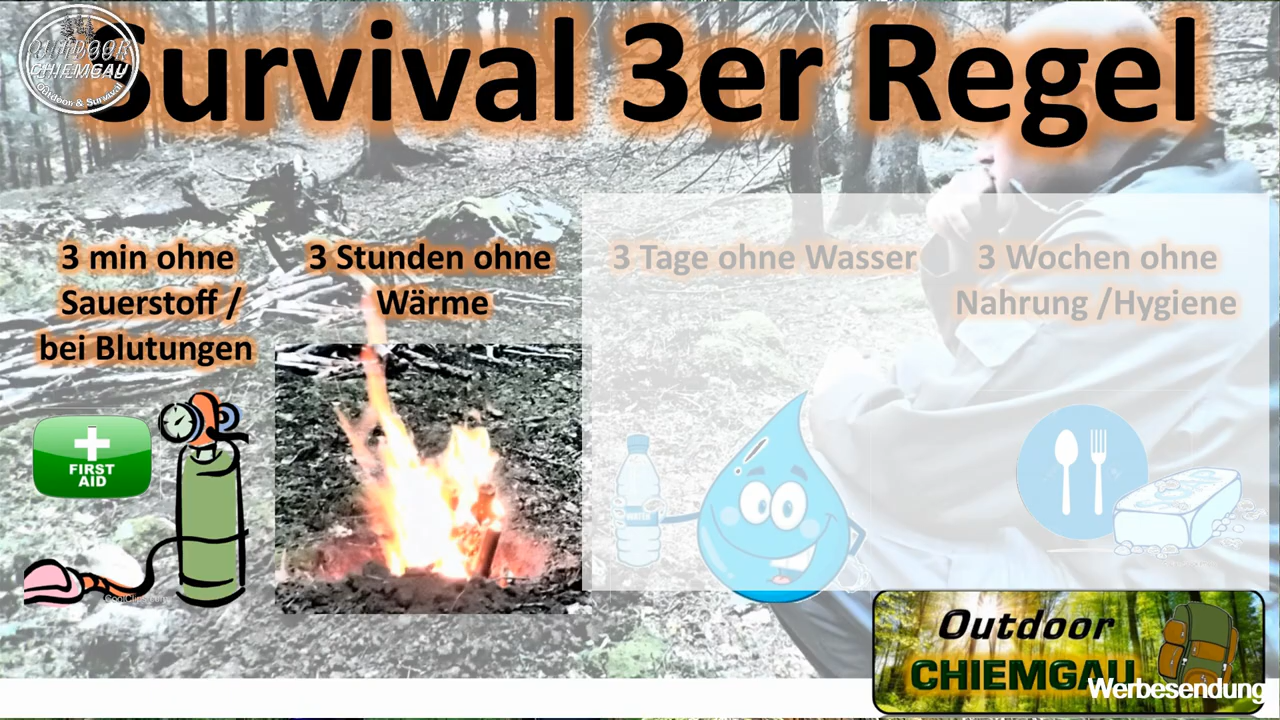 Survival 3er Regel
OUTDOOR
CHIEMGAU
Outdoor & Survival
3 min ohne
Sauerstoff /
bei Blutungen
3 Stunden ohne
Wärme
3 Tage ohne Wasser
3 Wochen ohne
Nahrung /Hygiene
FIRST
AID
WATER
Outdoor
CHIEMGAU
Werbesendung